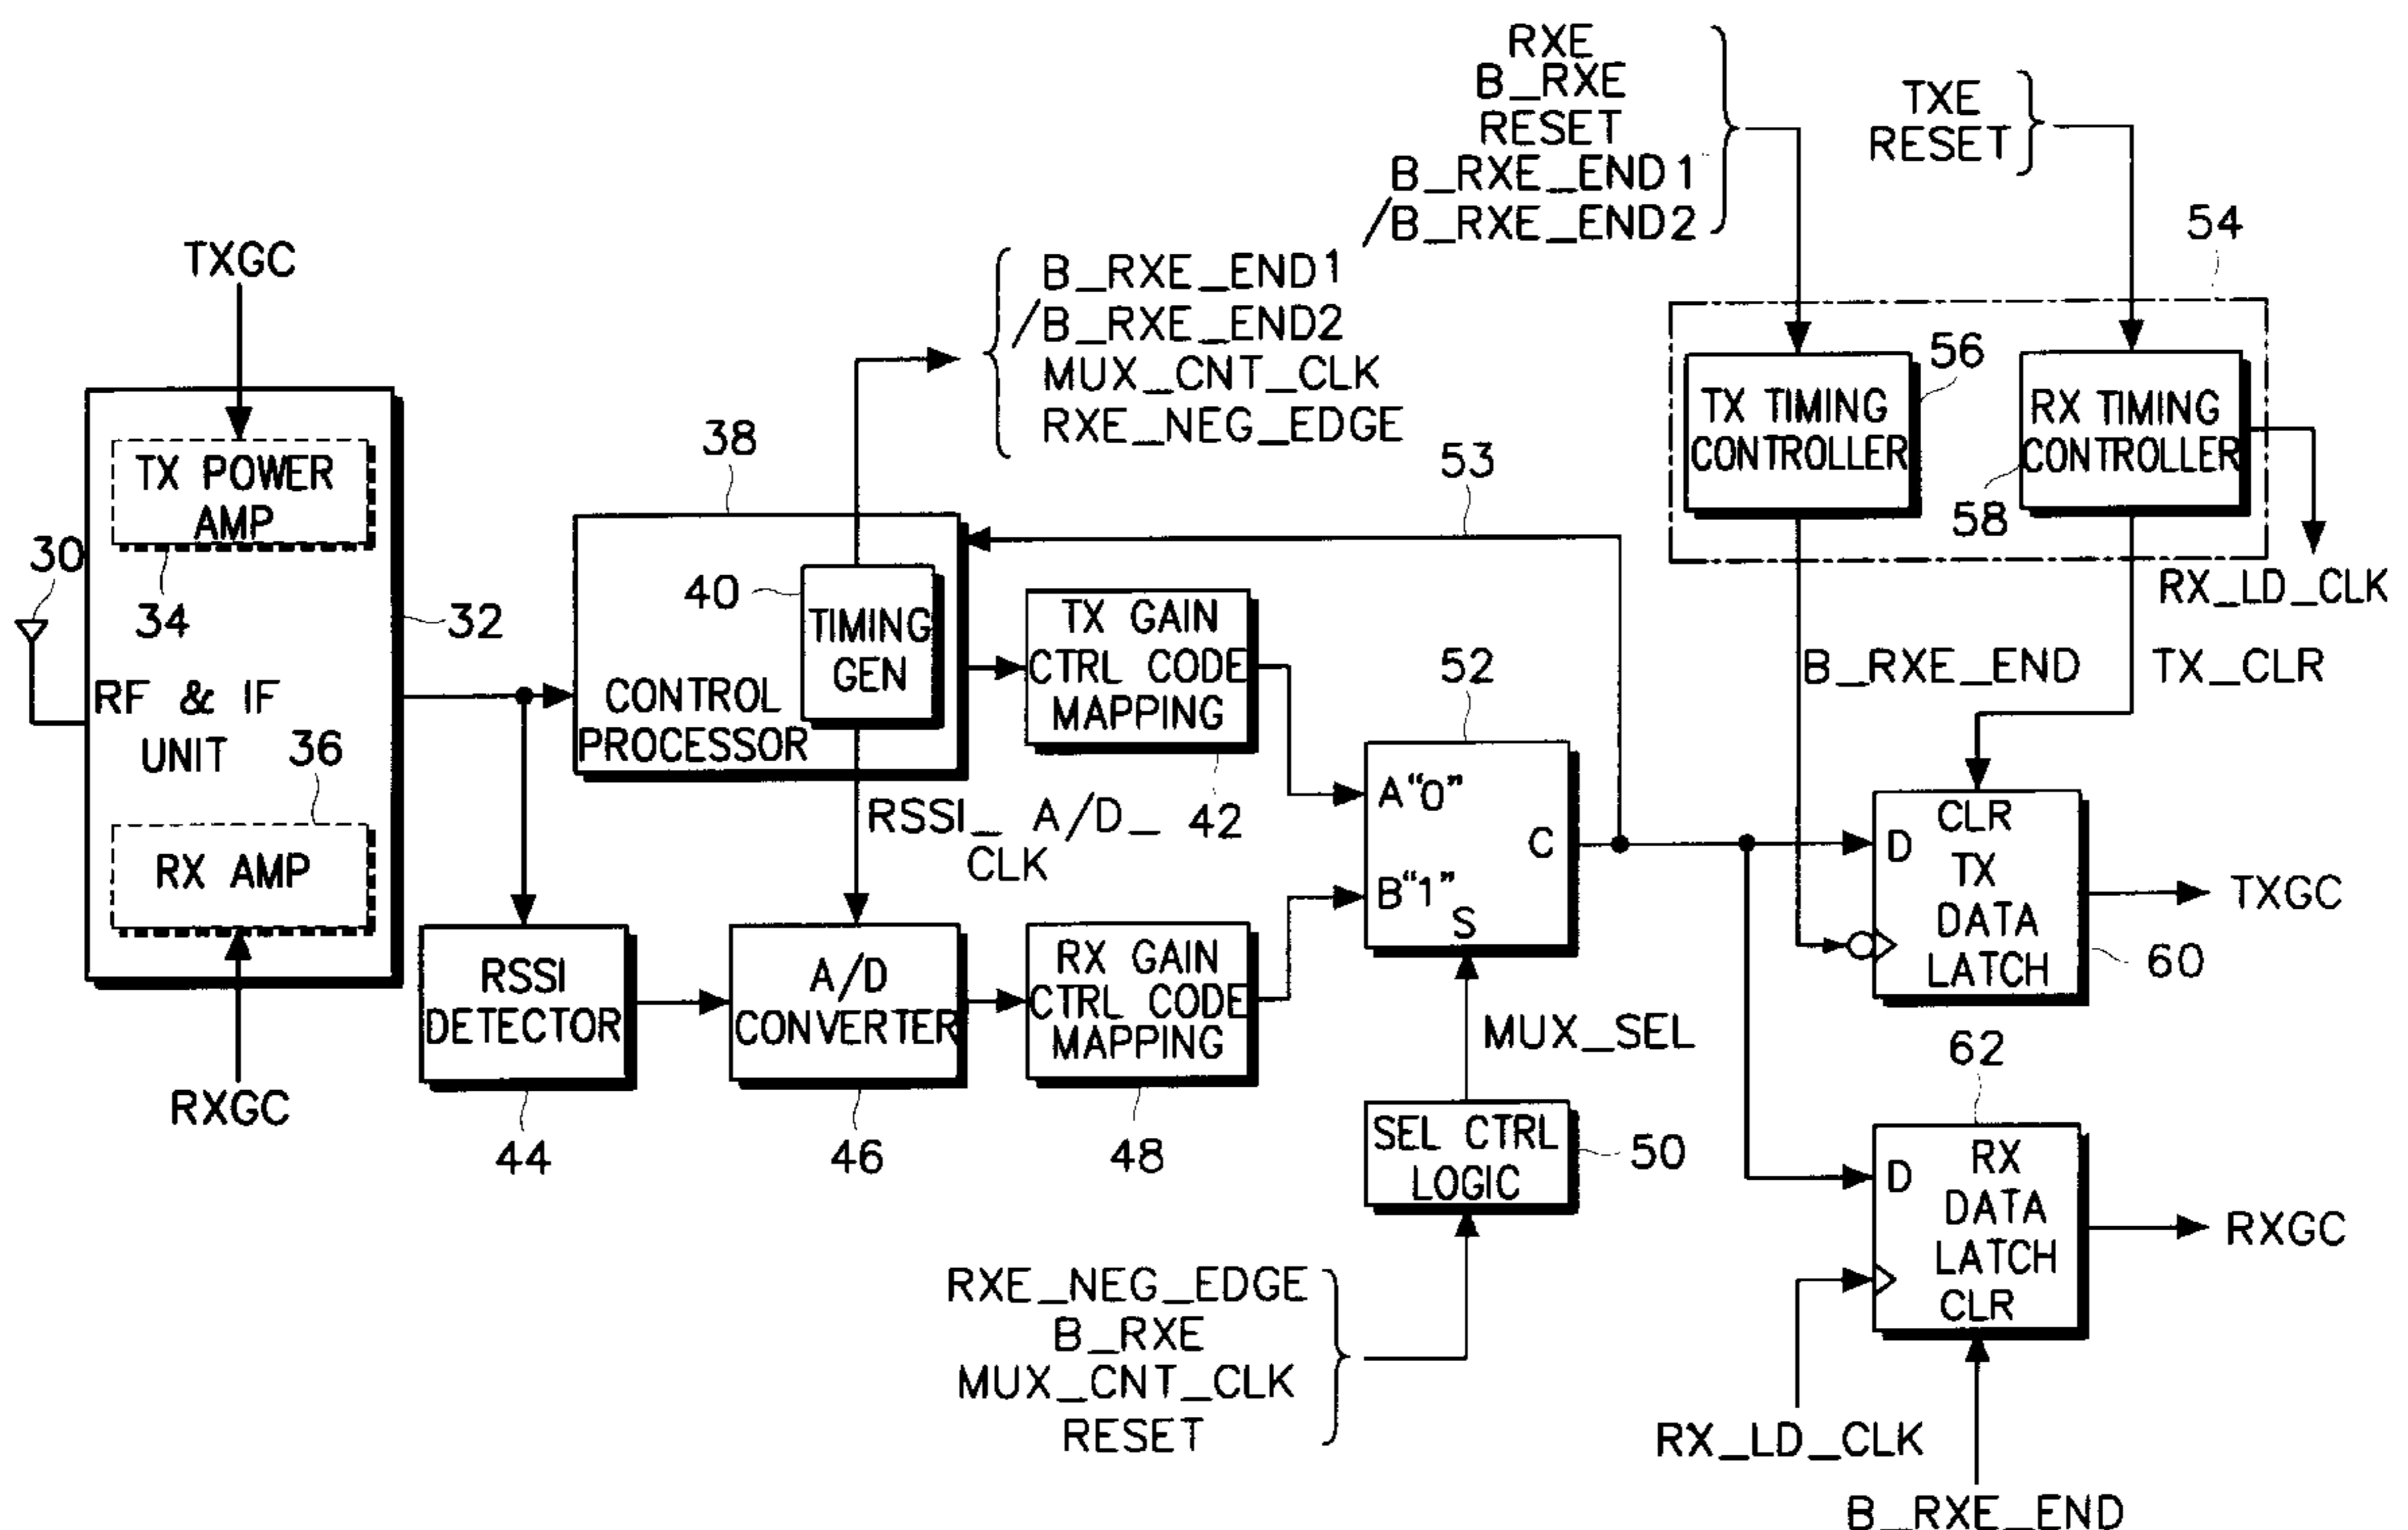 RXE
B_RXE
RESET
B_RXE_END1
/B_RXE_END2
TXE
RESET
54
TXGC
B_RXE_END1
/B_RXE_END2
MUX_CNT_CLK
RXE_NEG_EDGE
TX POWER
AMP
34
30
32
RF & IF
UNIT
36
RX AMP
RXGC
38
40
TIMING
GEN
CONTROL
PROCESSOR
RSSI_A/D_
CLK
TX GAIN
CTRL CODE
MAPPING
42
53
RSSI
DETECTOR
44
A/D
CONVERTER
46
RX GAIN
CTRL CODE
MAPPING
48
52
A“0”
B“1”
C
S
MUX_SEL
SEL CTRL
LOGIC
50
RXE_NEG_EDGE
B_RXE
MUX_CNT_CLK
RESET
TX TIMING
CONTROLLER
56
RX TIMING
CONTROLLER
58
RX_LD_CLK
B_RXE_END
TX_CLR
D
CLR
TX
DATA
LATCH
60
TXGC
62
D
RX
DATA
LATCH
CLR
RXGC
RX_LD_CLK
B_RXE_END